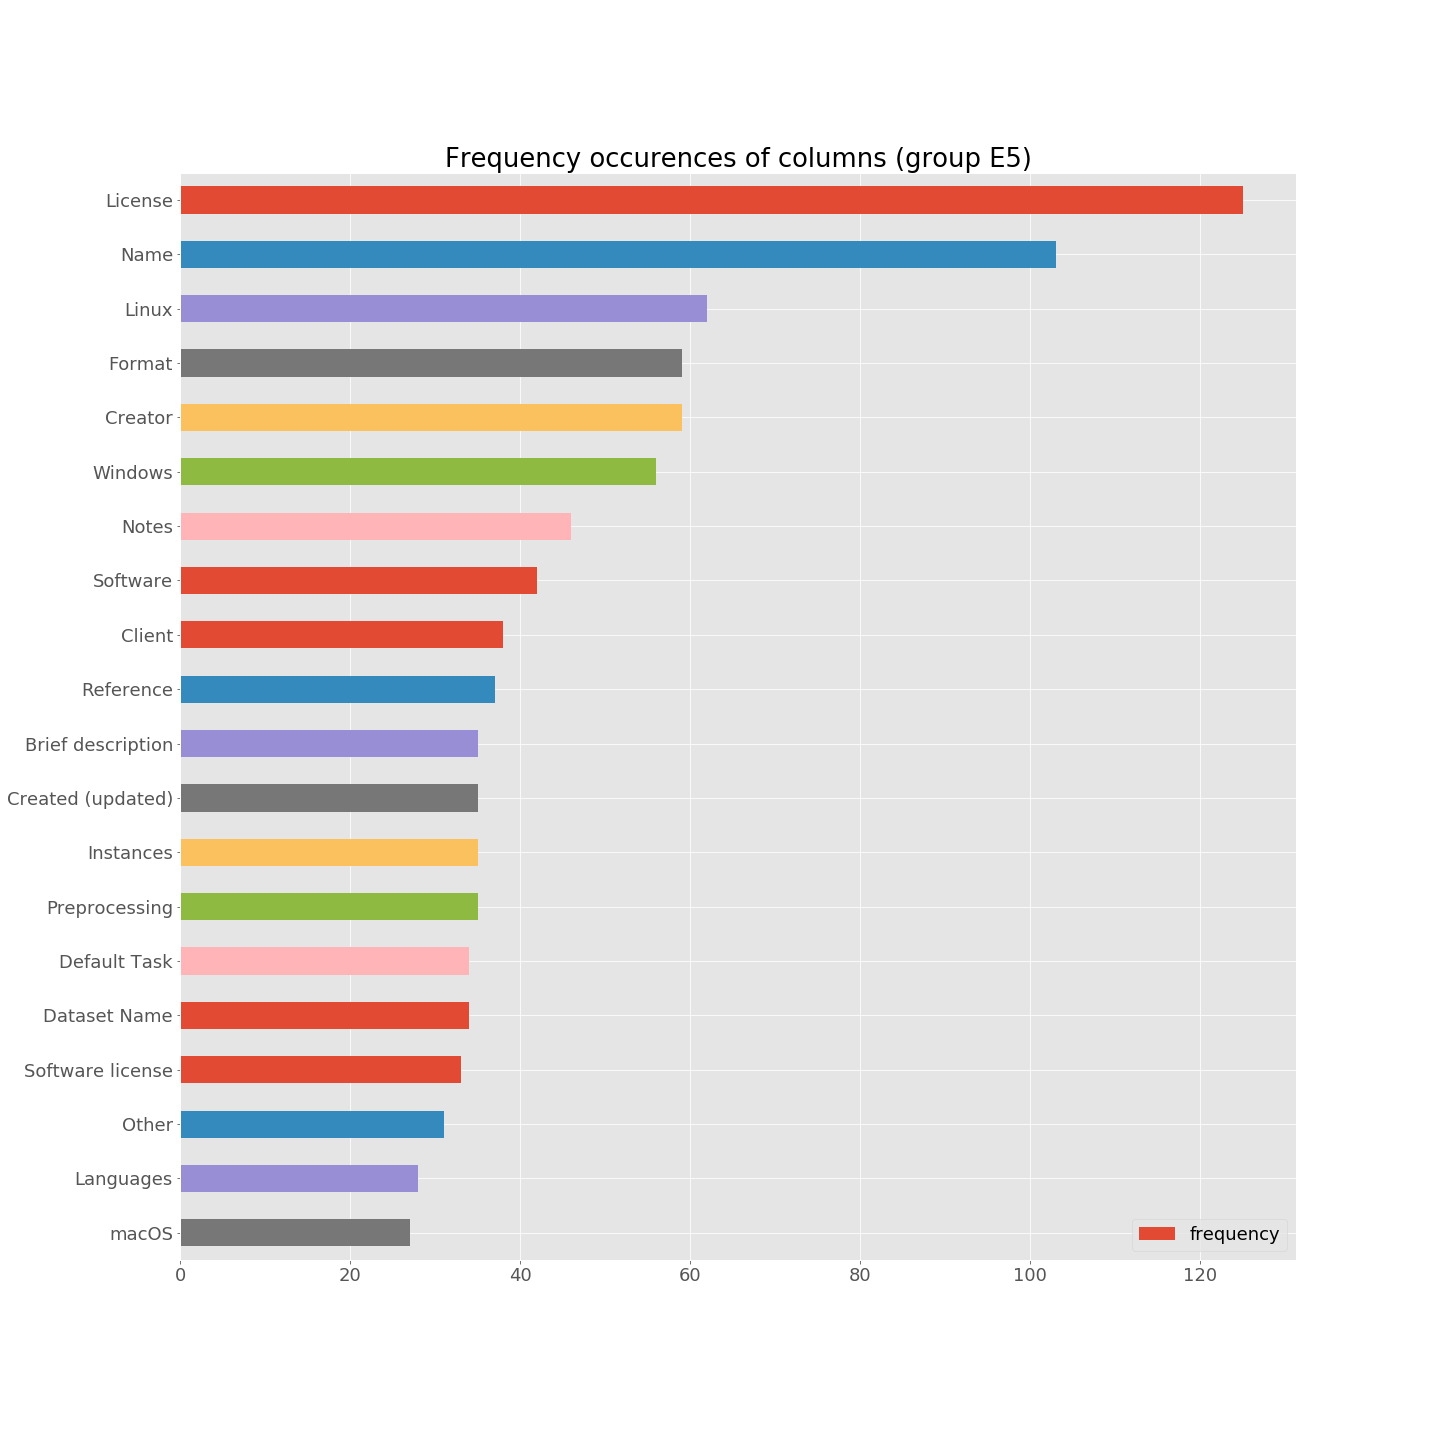 Frequency occurences of columns (group E5)
License
Name
Linux
Format
Creator
Windows
Notes
Software
Client
Reference
Brief description
Created (updated)
Instances
Preprocessing
Default Task
Dataset Name
Software license
Other
Languages
macOS
frequency
0 20 40 60 80 100 120